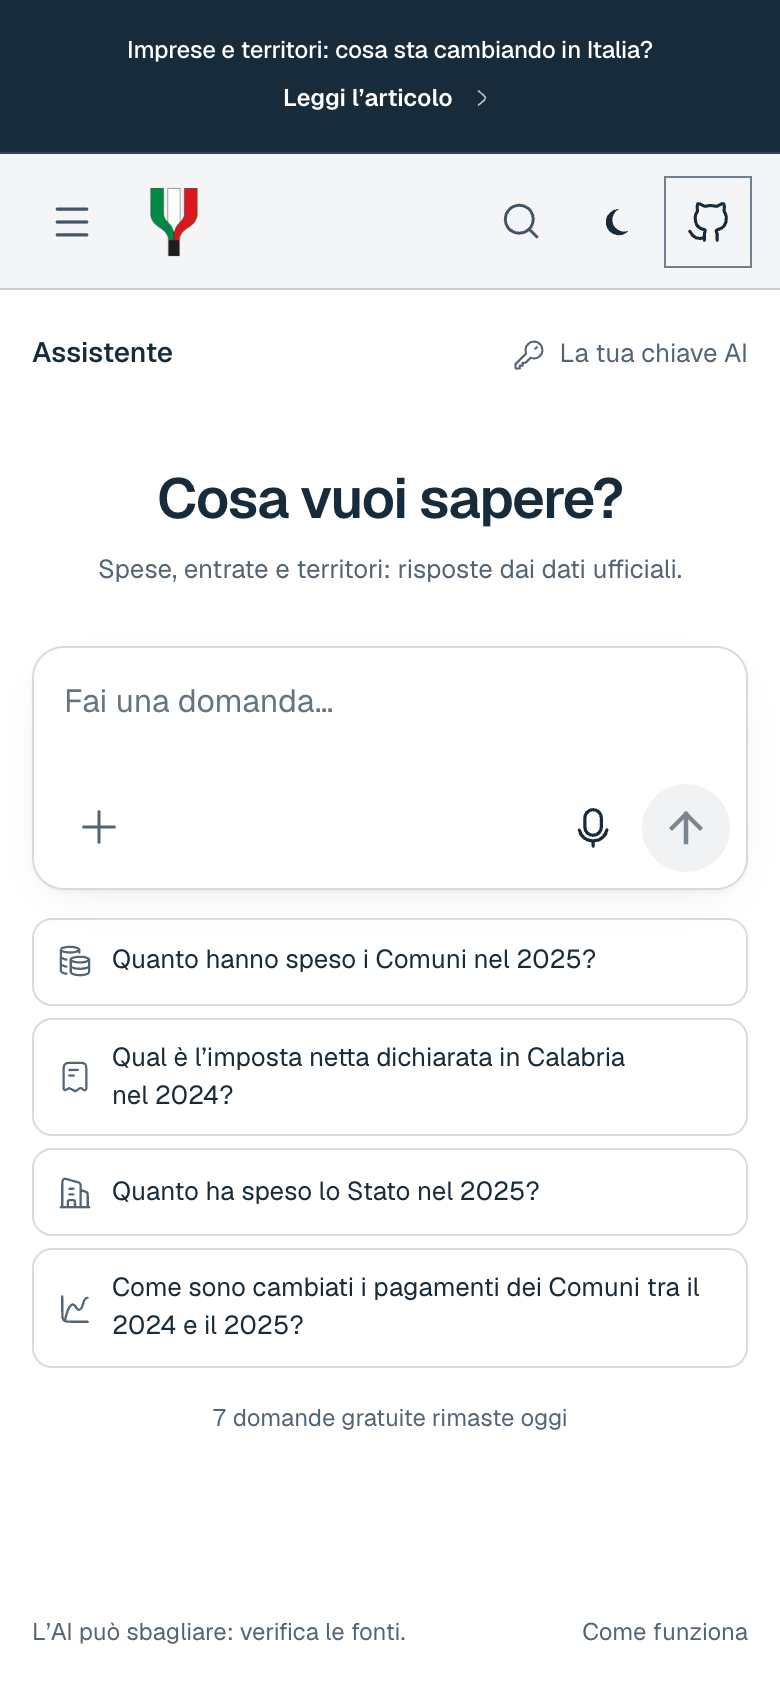 Imprese e territori: cosa sta cambiando in Italia?
Leggi l’articolo
Assistente
La tua chiave AI
Cosa vuoi sapere?
Spese, entrate e territori: risposte dai dati ufficiali.
Fai una domanda…
Quanto hanno speso i Comuni nel 2025?
Qual è l’imposta netta dichiarata in Calabria
nel 2024?
Quanto ha speso lo Stato nel 2025?
Come sono cambiati i pagamenti dei Comuni tra il
2024 e il 2025?
7 domande gratuite rimaste oggi
L’AI può sbagliare: verifica le fonti.
Come funziona